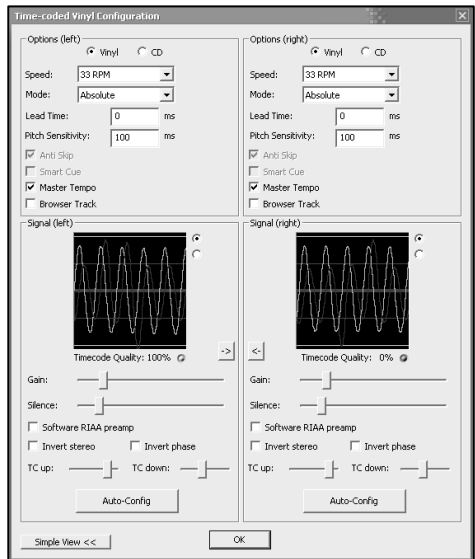 Time-coded Vinyl Configuration
Options (left)
Vinyl CD
Speed: 33 RPM
Mode: Absolute
Lead Time: 0 ms
Pitch Sensitivity: 100 ms
Anti Skip
Smart Cue
Master Tempo
Browser Track
Signal (left)
Timecode Quality: 100%
->
Gain:
Silence:
Software RIAA preamp
Invert stereo Invert phase
TC up: TC down:
Auto-Config
Options (right)
Vinyl CD
Speed: 33 RPM
Mode: Absolute
Lead Time: 0 ms
Pitch Sensitivity: 100 ms
Anti Skip
Smart Cue
Master Tempo
Browser Track
Signal (right)
<-
Timecode Quality: 0%
Gain:
Silence:
Software RIAA preamp
Invert stereo Invert phase
TC up: TC down:
Auto-Config
Simple View <<
OK